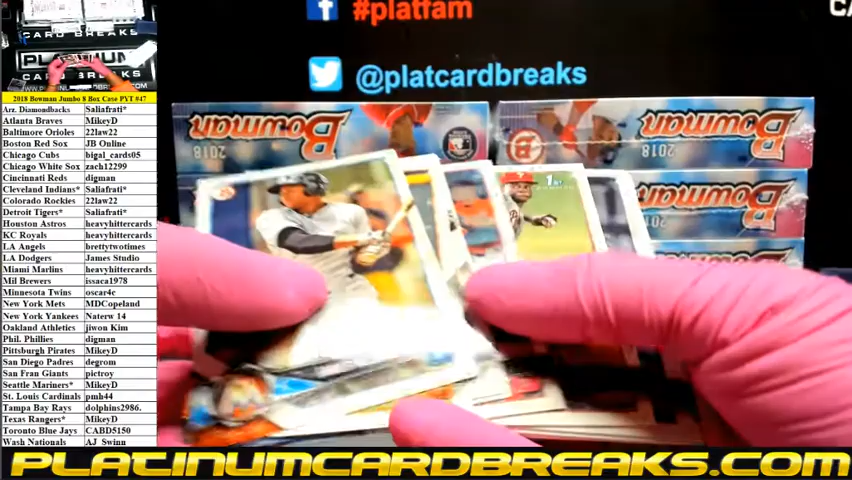 CARD BREAKS
PLATINUM
CARD BREAKS
#platfam
CA
@platcardbreaks
2018 Bowman Jumbo 8 Box Case PYT #47
Arz. Diamondbacks Saliafrati*
Atlanta Braves MikeyD
Baltimore Orioles 22law22
Boston Red Sox JB Online
Chicago Cubs bigal_cards05
Chicago White Sox zach12299
Cincinnati Reds digman
Cleveland Indians* Saliafrati*
Colorado Rockies 22law22
Detroit Tigers* Saliafrati*
Houston Astros heavyhittercards
KC Royals heavyhittercards
LA Angels brettytwotimes
LA Dodgers James Studio
Miami Marlins heavyhittercards
Mil Brewers issaca1978
Minnesota Twins oscar4c
New York Mets MDCopeland
New York Yankees Naterw 14
Oakland Athletics jiwon Kim
Phil. Phillies digman
Pittsburgh Pirates MikeyD
San Diego Padres degrom
San Fran Giants pictroy
Seattle Mariners* MikeyD
St. Louis Cardinals pmh44
Tampa Bay Rays dolphins2986.
Texas Rangers* MikeyD
Toronto Blue Jays CABD5150
Wash Nationals AJ Swinn
Bowman
2018
Bowman
2018
Bowman
2018
Bowman
2018
1st
PLATINUMCARDBREAKS.COM